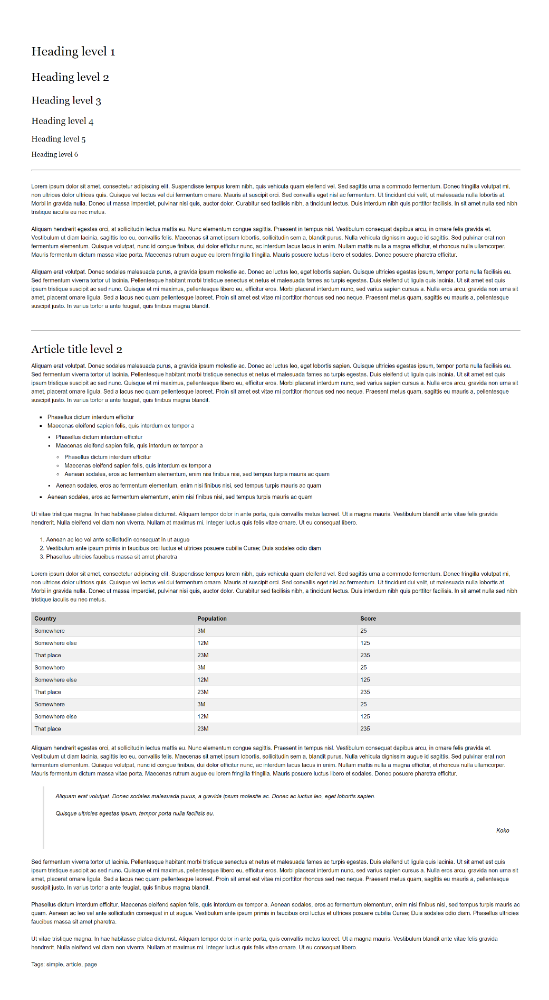 Heading level 1
Heading level 2
Heading level 3
Heading level 4
Heading level 5
Heading level 6
Lorem ipsum dolor sit amet, consectetur adipiscing elit. Suspendisse tempus lorem nibh, quis vehicula quam eleifend vel. Sed sagittis urna a commodo fermentum. Donec fringilla volutpat mi,
non ultrices dolor ultrices quis. Quisque vel lectus vel dui fermentum ornare. Mauris at suscipit orci. Sed convallis eget nisl ac fermentum. Ut tincidunt dui velit, ut malesuada nulla lobortis at.
Morbi in gravida nulla. Donec ut massa imperdiet, pulvinar nisi quis, auctor dolor. Curabitur sed facilisis nibh, a tincidunt lectus. Duis interdum nibh quis porttitor facilisis. In sit amet nulla sed nibh
tristique iaculis eu nec metus.
Aliquam hendrerit egestas orci, at sollicitudin lectus mattis eu. Nunc elementum congue sagittis. Praesent in tempus nisl. Vestibulum consequat dapibus arcu, in ornare felis gravida et.
Vestibulum ut diam lacinia, sagittis leo eu, convallis felis. Maecenas sit amet ipsum lobortis, sollicitudin sem a, blandit purus. Nulla vehicula dignissim augue id sagittis. Sed pulvinar erat non
fermentum elementum. Quisque volutpat, nunc id congue finibus, dui dolor efficitur nunc, ac interdum lacus lacus in enim. Nullam mattis nulla a magna efficitur, et rhoncus nulla ullamcorper.
Mauris fermentum dictum massa vitae porta. Maecenas rutrum augue eu lorem fringilla fringilla. Mauris posuere luctus libero et sodales. Donec posuere pharetra efficitur.
Aliquam erat volutpat. Donec sodales malesuada purus, a gravida ipsum molestie ac. Donec ac luctus leo, eget lobortis sapien. Quisque ultricies egestas ipsum, tempor porta nulla facilisis eu.
Sed fermentum viverra tortor ut lacinia. Pellentesque habitant morbi tristique senectus et netus et malesuada fames ac turpis egestas. Duis eleifend ut ligula quis lacinia. Ut sit amet est quis
ipsum tristique suscipit ac sed nunc. Quisque et mi maximus, pellentesque libero eu, efficitur eros. Morbi placerat interdum nunc, sed varius sapien cursus a. Nulla eros arcu, gravida non urna sit
amet, placerat ornare ligula. Sed a lacus nec quam pellentesque laoreet. Proin sit amet est vitae mi porttitor rhoncus sed nec neque. Praesent metus quam, sagittis eu mauris a, pellentesque
suscipit justo. In varius tortor a ante feugiat, quis finibus magna blandit.
Article title level 2
Aliquam erat volutpat. Donec sodales malesuada purus, a gravida ipsum molestie ac. Donec ac luctus leo, eget lobortis sapien. Quisque ultricies egestas ipsum, tempor porta nulla facilisis eu.
Sed fermentum viverra tortor ut lacinia. Pellentesque habitant morbi tristique senectus et netus et malesuada fames ac turpis egestas. Duis eleifend ut ligula quis lacinia. Ut sit amet est quis
ipsum tristique suscipit ac sed nunc. Quisque et mi maximus, pellentesque libero eu, efficitur eros. Morbi placerat interdum nunc, sed varius sapien cursus a. Nulla eros arcu, gravida non urna sit
amet, placerat ornare ligula. Sed a lacus nec quam pellentesque laoreet. Proin sit amet est vitae mi porttitor rhoncus sed nec neque. Praesent metus quam, sagittis eu mauris a, pellentesque
suscipit justo. In varius tortor a ante feugiat, quis finibus magna blandit.
▪ Phasellus dictum interdum efficitur
▪ Maecenas eleifend sapien felis, quis interdum ex tempor a
• Phasellus dictum interdum efficitur
• Maecenas eleifend sapien felis, quis interdum ex tempor a
◦ Phasellus dictum interdum efficitur
◦ Maecenas eleifend sapien felis, quis interdum ex tempor a
◦ Aenean sodales, eros ac fermentum elementum, enim nisi finibus nisi, sed tempus turpis mauris ac quam
• Aenean sodales, eros ac fermentum elementum, enim nisi finibus nisi, sed tempus turpis mauris ac quam
▪ Aenean sodales, eros ac fermentum elementum, enim nisi finibus nisi, sed tempus turpis mauris ac quam
Ut vitae tristique magna. In hac habitasse platea dictumst. Aliquam tempor dolor in ante porta, quis convallis metus laoreet. Ut a magna mauris. Vestibulum blandit ante vitae felis gravida
hendrerit. Nulla eleifend vel diam non viverra. Nullam at maximus mi. Integer luctus quis felis vitae ornare. Ut eu consequat libero.
1. Aenean ac leo vel ante sollicitudin consequat in ut augue
2. Vestibulum ante ipsum primis in faucibus orci luctus et ultrices posuere cubilia Curae; Duis sodales odio diam
3. Phasellus ultricies faucibus massa sit amet pharetra
Lorem ipsum dolor sit amet, consectetur adipiscing elit. Suspendisse tempus lorem nibh, quis vehicula quam eleifend vel. Sed sagittis urna a commodo fermentum. Donec fringilla volutpat mi,
non ultrices dolor ultrices quis. Quisque vel lectus vel dui fermentum ornare. Mauris at suscipit orci. Sed convallis eget nisl ac fermentum. Ut tincidunt dui velit, ut malesuada nulla lobortis at.
Morbi in gravida nulla. Donec ut massa imperdiet, pulvinar nisi quis, auctor dolor. Curabitur sed facilisis nibh, a tincidunt lectus. Duis interdum nibh quis porttitor facilisis. In sit amet nulla sed nibh
tristique iaculis eu nec metus.
Country Population Score
Somewhere 3M 25
Somewhere else 12M 125
That place 23M 235
Somewhere 3M 25
Somewhere else 12M 125
That place 23M 235
Somewhere 3M 25
Somewhere else 12M 125
That place 23M 235
Aliquam hendrerit egestas orci, at sollicitudin lectus mattis eu. Nunc elementum congue sagittis. Praesent in tempus nisl. Vestibulum consequat dapibus arcu, in ornare felis gravida et.
Vestibulum ut diam lacinia, sagittis leo eu, convallis felis. Maecenas sit amet ipsum lobortis, sollicitudin sem a, blandit purus. Nulla vehicula dignissim augue id sagittis. Sed pulvinar erat non
fermentum elementum. Quisque volutpat, nunc id congue finibus, dui dolor efficitur nunc, ac interdum lacus lacus in enim. Nullam mattis nulla a magna efficitur, et rhoncus nulla ullamcorper.
Mauris fermentum dictum massa vitae porta. Maecenas rutrum augue eu lorem fringilla fringilla. Mauris posuere luctus libero et sodales. Donec posuere pharetra efficitur.
Aliquam erat volutpat. Donec sodales malesuada purus, a gravida ipsum molestie ac. Donec ac luctus leo, eget lobortis sapien.
Quisque ultricies egestas ipsum, tempor porta nulla facilisis eu.
Koko
Sed fermentum viverra tortor ut lacinia. Pellentesque habitant morbi tristique senectus et netus et malesuada fames ac turpis egestas. Duis eleifend ut ligula quis lacinia. Ut sit amet est quis
ipsum tristique suscipit ac sed nunc. Quisque et mi maximus, pellentesque libero eu, efficitur eros. Morbi placerat interdum nunc, sed varius sapien cursus a. Nulla eros arcu, gravida non urna sit
amet, placerat ornare ligula. Sed a lacus nec quam pellentesque laoreet. Proin sit amet est vitae mi porttitor rhoncus sed nec neque. Praesent metus quam, sagittis eu mauris a, pellentesque
suscipit justo. In varius tortor a ante feugiat, quis finibus magna blandit.
Phasellus dictum interdum efficitur. Maecenas eleifend sapien felis, quis interdum ex tempor a. Aenean sodales, eros ac fermentum elementum, enim nisi finibus nisi, sed tempus turpis mauris ac
quam. Aenean ac leo vel ante sollicitudin consequat in ut augue. Vestibulum ante ipsum primis in faucibus orci luctus et ultrices posuere cubilia Curae; Duis sodales odio diam. Phasellus ultricies
faucibus massa sit amet pharetra.
Ut vitae tristique magna. In hac habitasse platea dictumst. Aliquam tempor dolor in ante porta, quis convallis metus laoreet. Ut a magna mauris. Vestibulum blandit ante vitae felis gravida
hendrerit. Nulla eleifend vel diam non viverra. Nullam at maximus mi. Integer luctus quis felis vitae ornare. Ut eu consequat libero.
Tags: simple, article, page